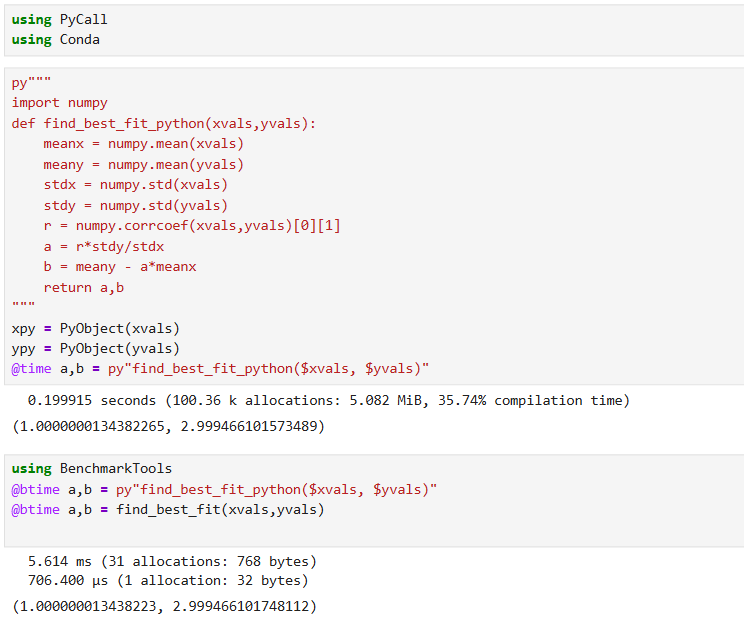 using PyCall
using Conda
py"""
import numpy
def find_best_fit_python(xvals,yvals):
    meanx = numpy.mean(xvals)
    meany = numpy.mean(yvals)
    stdx = numpy.std(xvals)
    stdy = numpy.std(yvals)
    r = numpy.corrcoef(xvals,yvals)[0][1]
    a = r*stdy/stdx
    b = meany - a*meanx
    return a,b
"""
xpy = PyObject(xvals)
ypy = PyObject(yvals)
@time a,b = py"find_best_fit_python($xvals, $yvals)"
0.199915 seconds (100.36 k allocations: 5.082 MiB, 35.74% compilation time)
(1.0000000134382265, 2.999466101573489)
using BenchmarkTools
@btime a,b = py"find_best_fit_python($xvals, $yvals)"
@btime a,b = find_best_fit(xvals,yvals)
5.614 ms (31 allocations: 768 bytes)
706.400 μs (1 allocation: 32 bytes)
(1.000000013438223, 2.999466101748112)